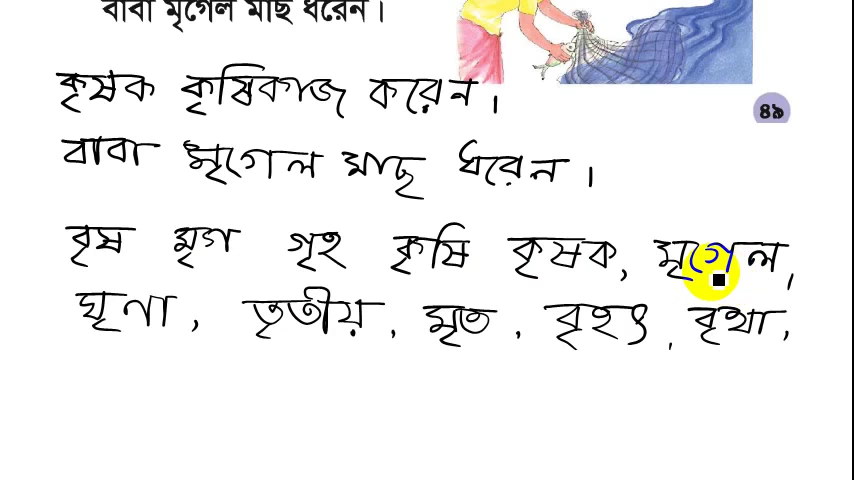 বাবা মৃগেল মাছ ধরেন।
কৃষক কৃষিকাজ করেন।
৪৯
বাবা মৃগেল মাছ ধরেন।
বৃষ মৃগ গৃহ কৃষি কৃষক, মৃগেল,
ঘৃণা, তৃতীয়, মৃত, বৃহৎ, বৃথা,